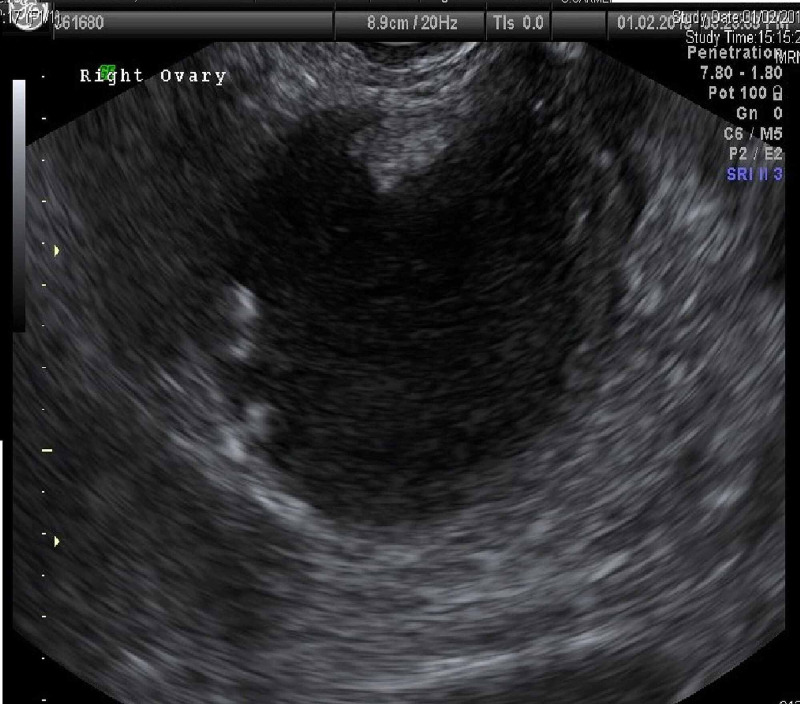 061680
8.9cm / 20Hz
TIs 0.0
Study Time:15:15:2
Penetration
7.80 - 1.80
Pot 100
Gn 0
C6 / M5
P2 / E2
SRI II 3
Right Ovary